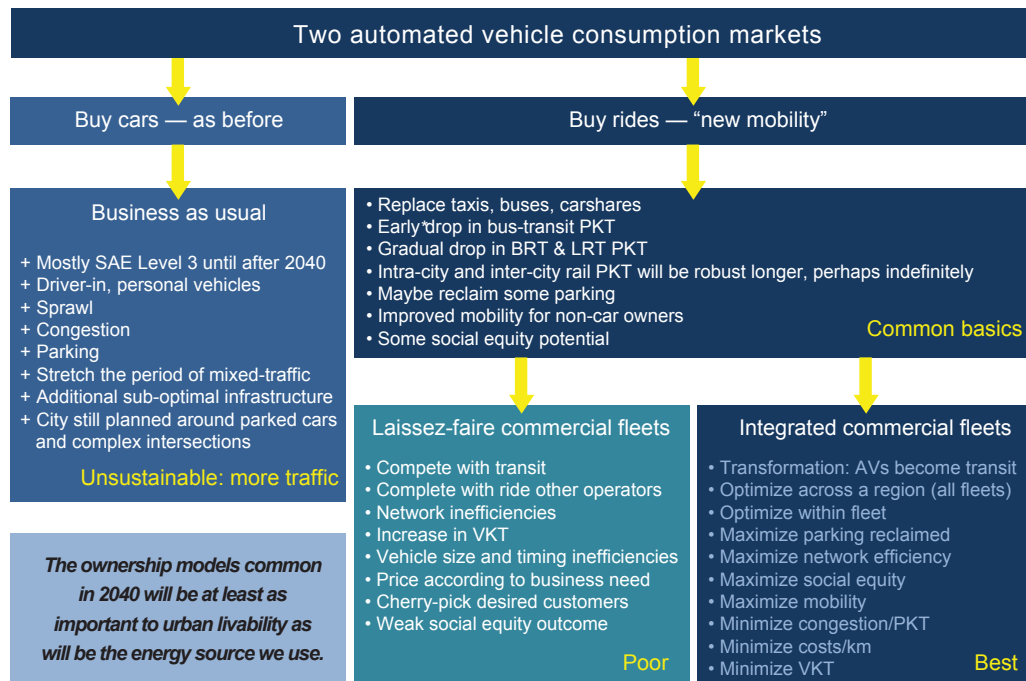 Two automated vehicle consumption markets
Buy cars — as before
Buy rides — “new mobility”
Business as usual
+ Mostly SAE Level 3 until after 2040
+ Driver-in, personal vehicles
+ Sprawl
+ Congestion
+ Parking
+ Stretch the period of mixed-traffic
+ Additional sub-optimal infrastructure
+ City still planned around parked cars
and complex intersections
Unsustainable: more traffic
• Replace taxis, buses, carshares
• Early*drop in bus-transit PKT
• Gradual drop in BRT & LRT PKT
• Intra-city and inter-city rail PKT will be robust longer, perhaps indefinitely
• Maybe reclaim some parking
• Improved mobility for non-car owners
• Some social equity potential
Common basics
Laissez-faire commercial fleets
• Compete with transit
• Complete with ride other operators
• Network inefficiencies
• Increase in VKT
• Vehicle size and timing inefficiencies
• Price according to business need
• Cherry-pick desired customers
• Weak social equity outcome
Poor
Integrated commercial fleets
• Transformation: AVs become transit
• Optimize across a region (all fleets)
• Optimize within fleet
• Maximize parking reclaimed
• Maximize network efficiency
• Maximize social equity
• Maximize mobility
• Minimize congestion/PKT
• Minimize costs/km
• Minimize VKT
Best
The ownership models common
in 2040 will be at least as
important to urban livability as
will be the energy source we use.